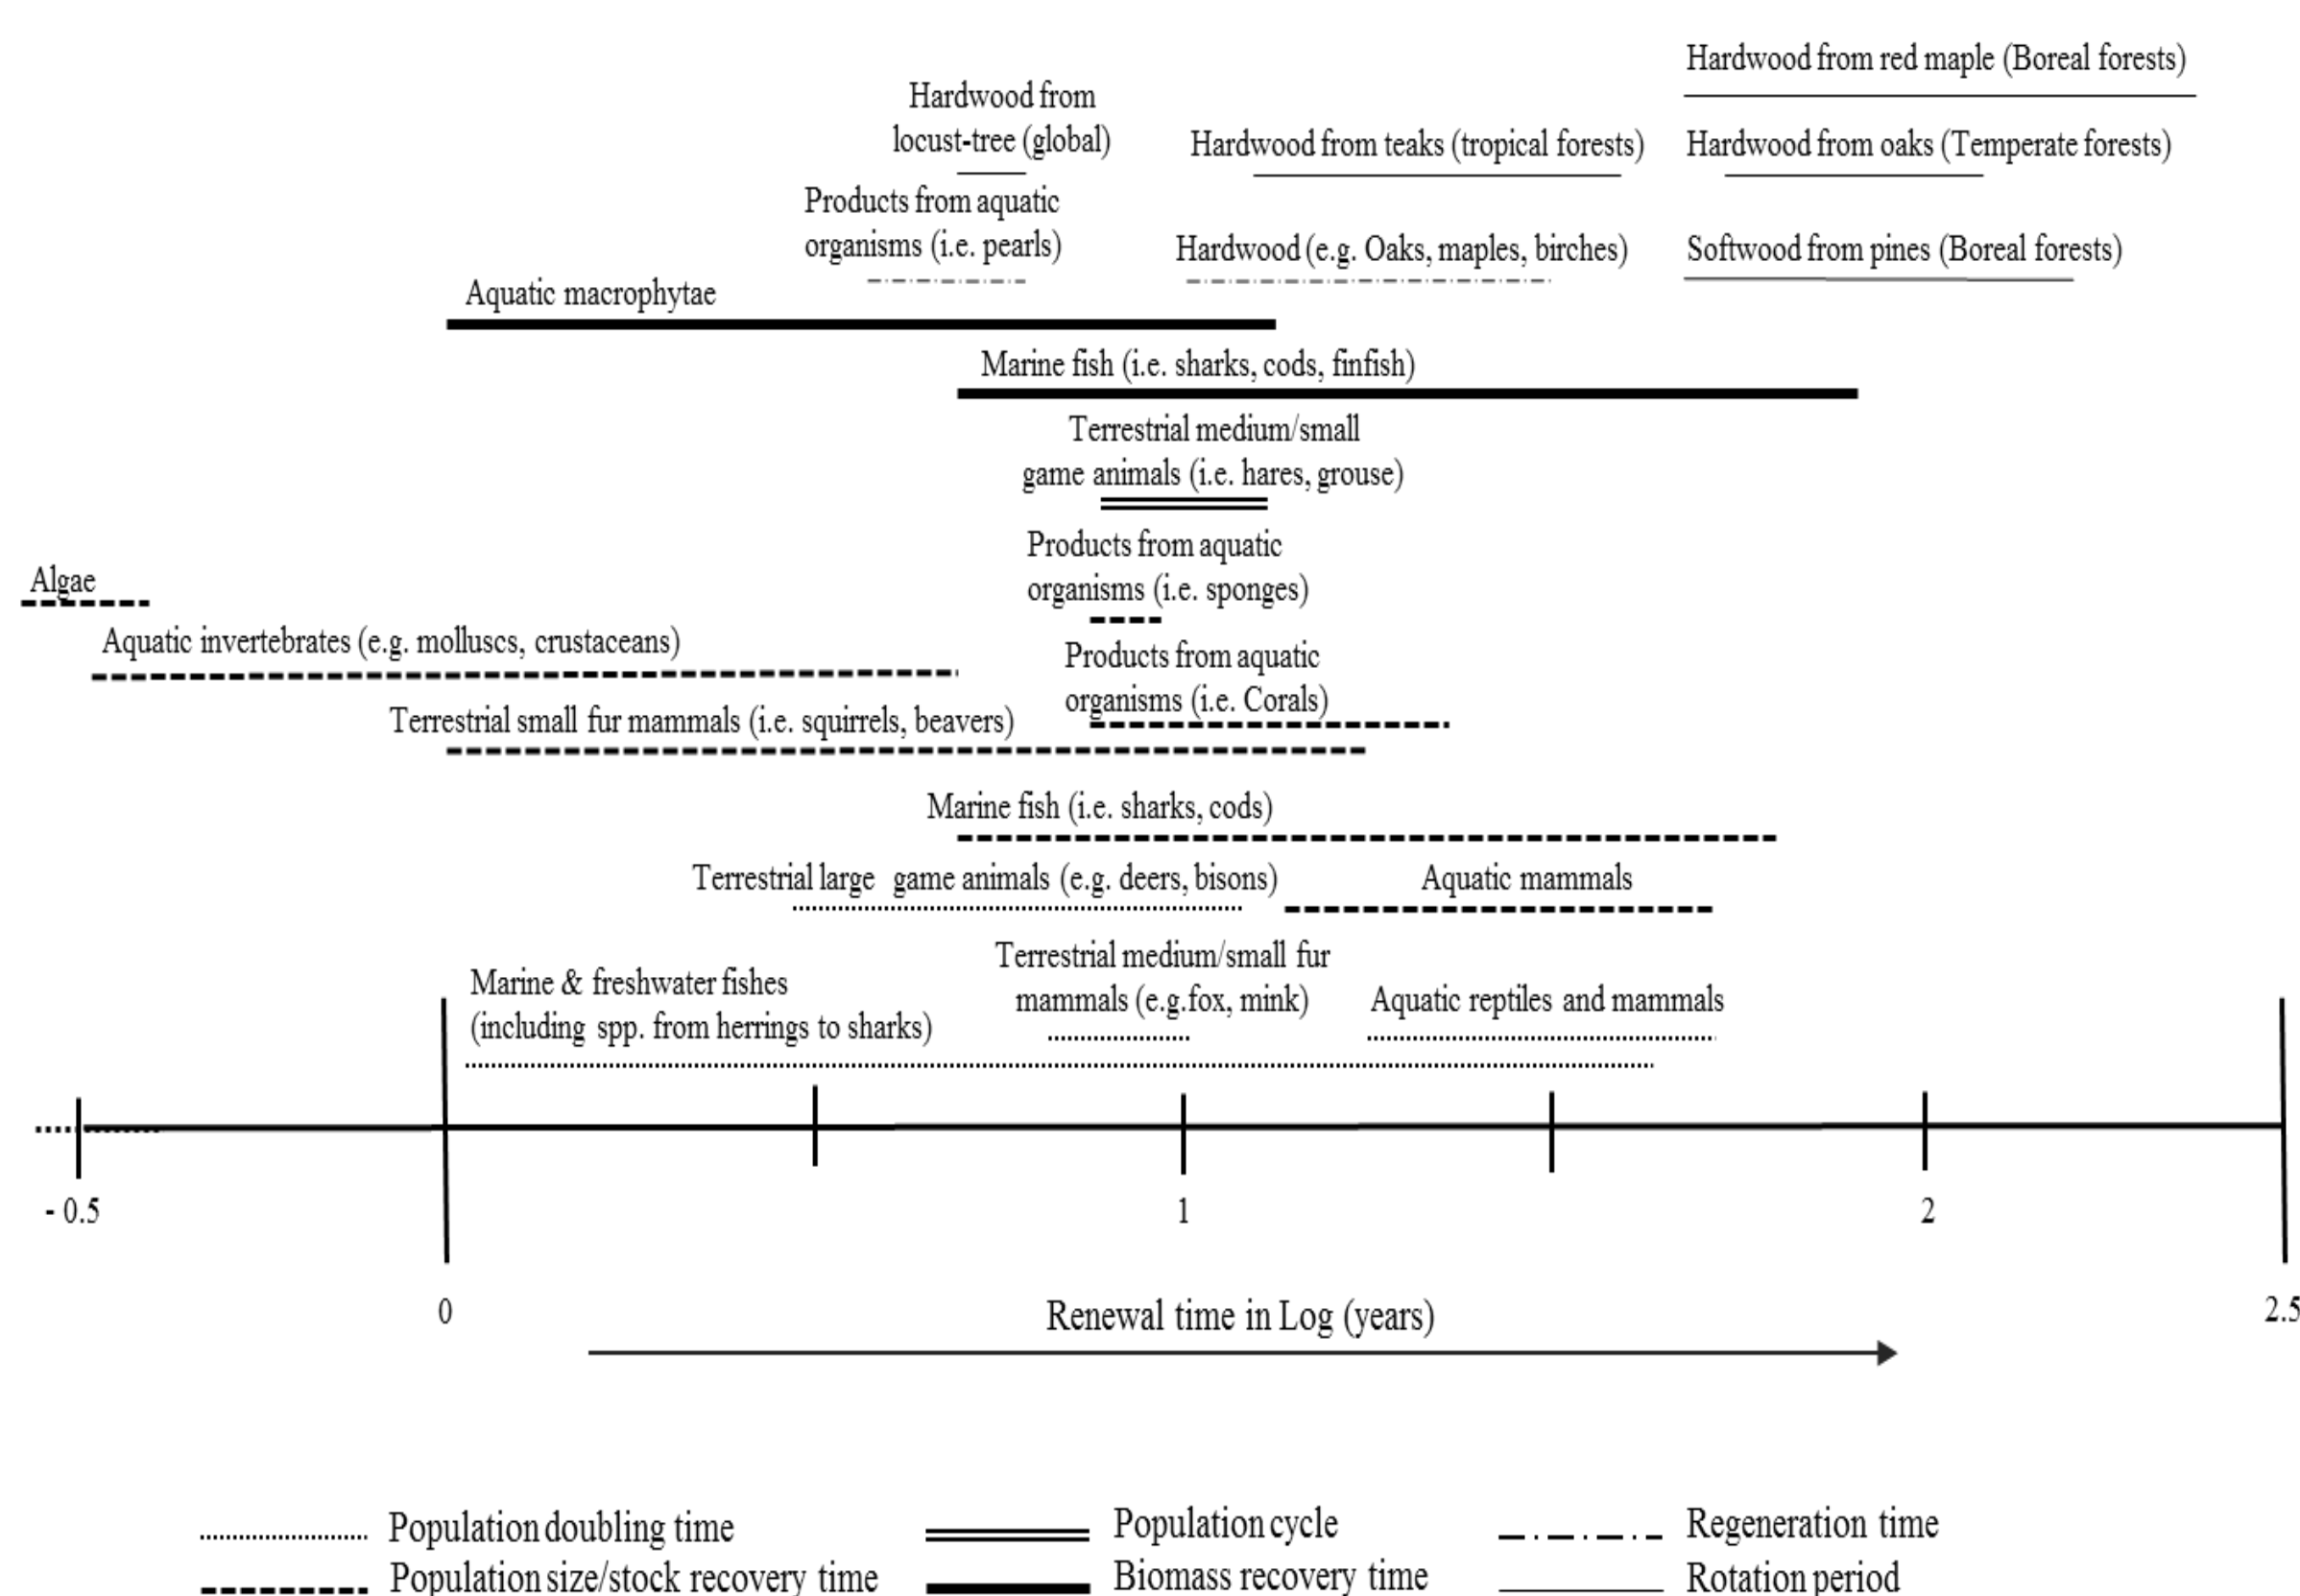 Hardwood from red maple (Boreal forests)
Hardwood from
locust-tree (global)
Hardwood from teaks (tropical forests)
Hardwood from oaks (Temperate forests)
Products from aquatic
organisms (i.e. pearls)
Hardwood (e.g. Oaks, maples, birches)
Softwood from pines (Boreal forests)
Aquatic macrophytae
Marine fish (i.e. sharks, cods, finfish)
Terrestrial medium/small
game animals (i.e. hares, grouse)
Products from aquatic
organisms (i.e. sponges)
Algae
Aquatic invertebrates (e.g. molluscs, crustaceans)
Products from aquatic
organisms (i.e. Corals)
Terrestrial small fur mammals (i.e. squirrels, beavers)
Marine fish (i.e. sharks, cods)
Terrestrial large game animals (e.g. deers, bisons)
Aquatic mammals
Terrestrial medium/small fur
mammals (e.g.fox, mink)
Marine & freshwater fishes
(including spp. from herrings to sharks)
Aquatic reptiles and mammals
- 0.5
1
2
0
2.5
Renewal time in Log (years)
Population doubling time
Population cycle
Regeneration time
Population size/stock recovery time
Biomass recovery time
Rotation period